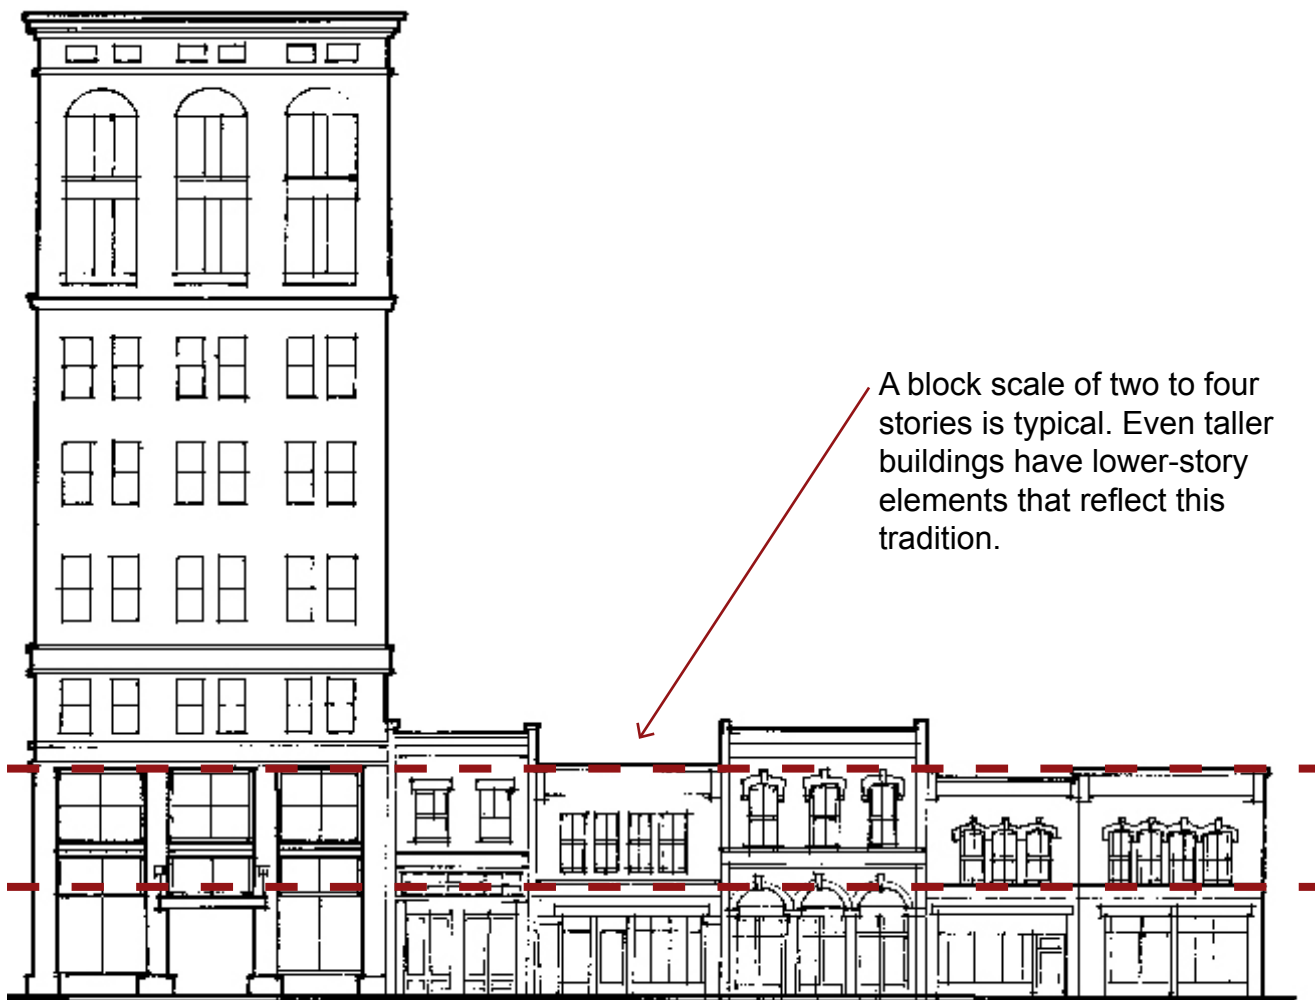 A block scale of two to four
stories is typical. Even taller
buildings have lower-story
elements that reflect this
tradition.